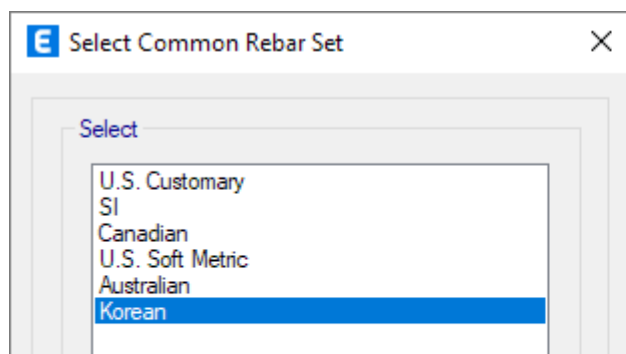 E Select Common Rebar Set
Select
U.S. Customary
SI
Canadian
U.S. Soft Metric
Australian
Korean